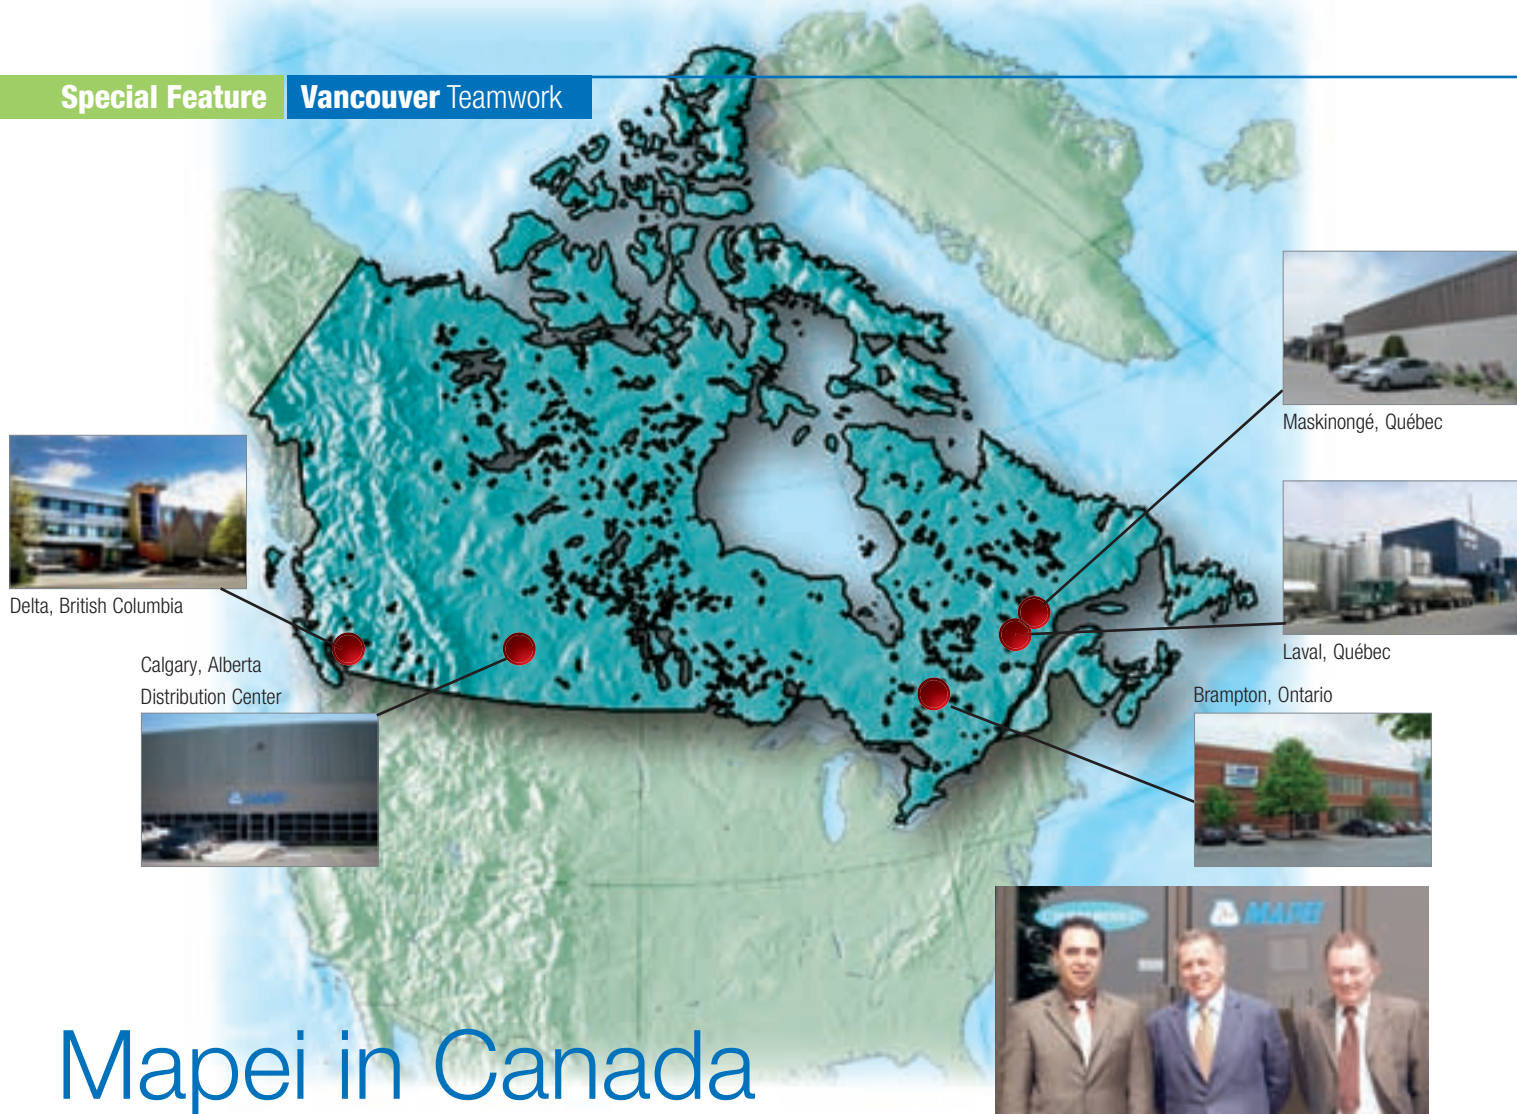 Special Feature
Vancouver Teamwork
Maskinongé, Québec
Delta, British Columbia
Laval, Québec
Calgary, Alberta
Distribution Center
Brampton, Ontario
MAPEI
MAPEI
Mapei in Canada